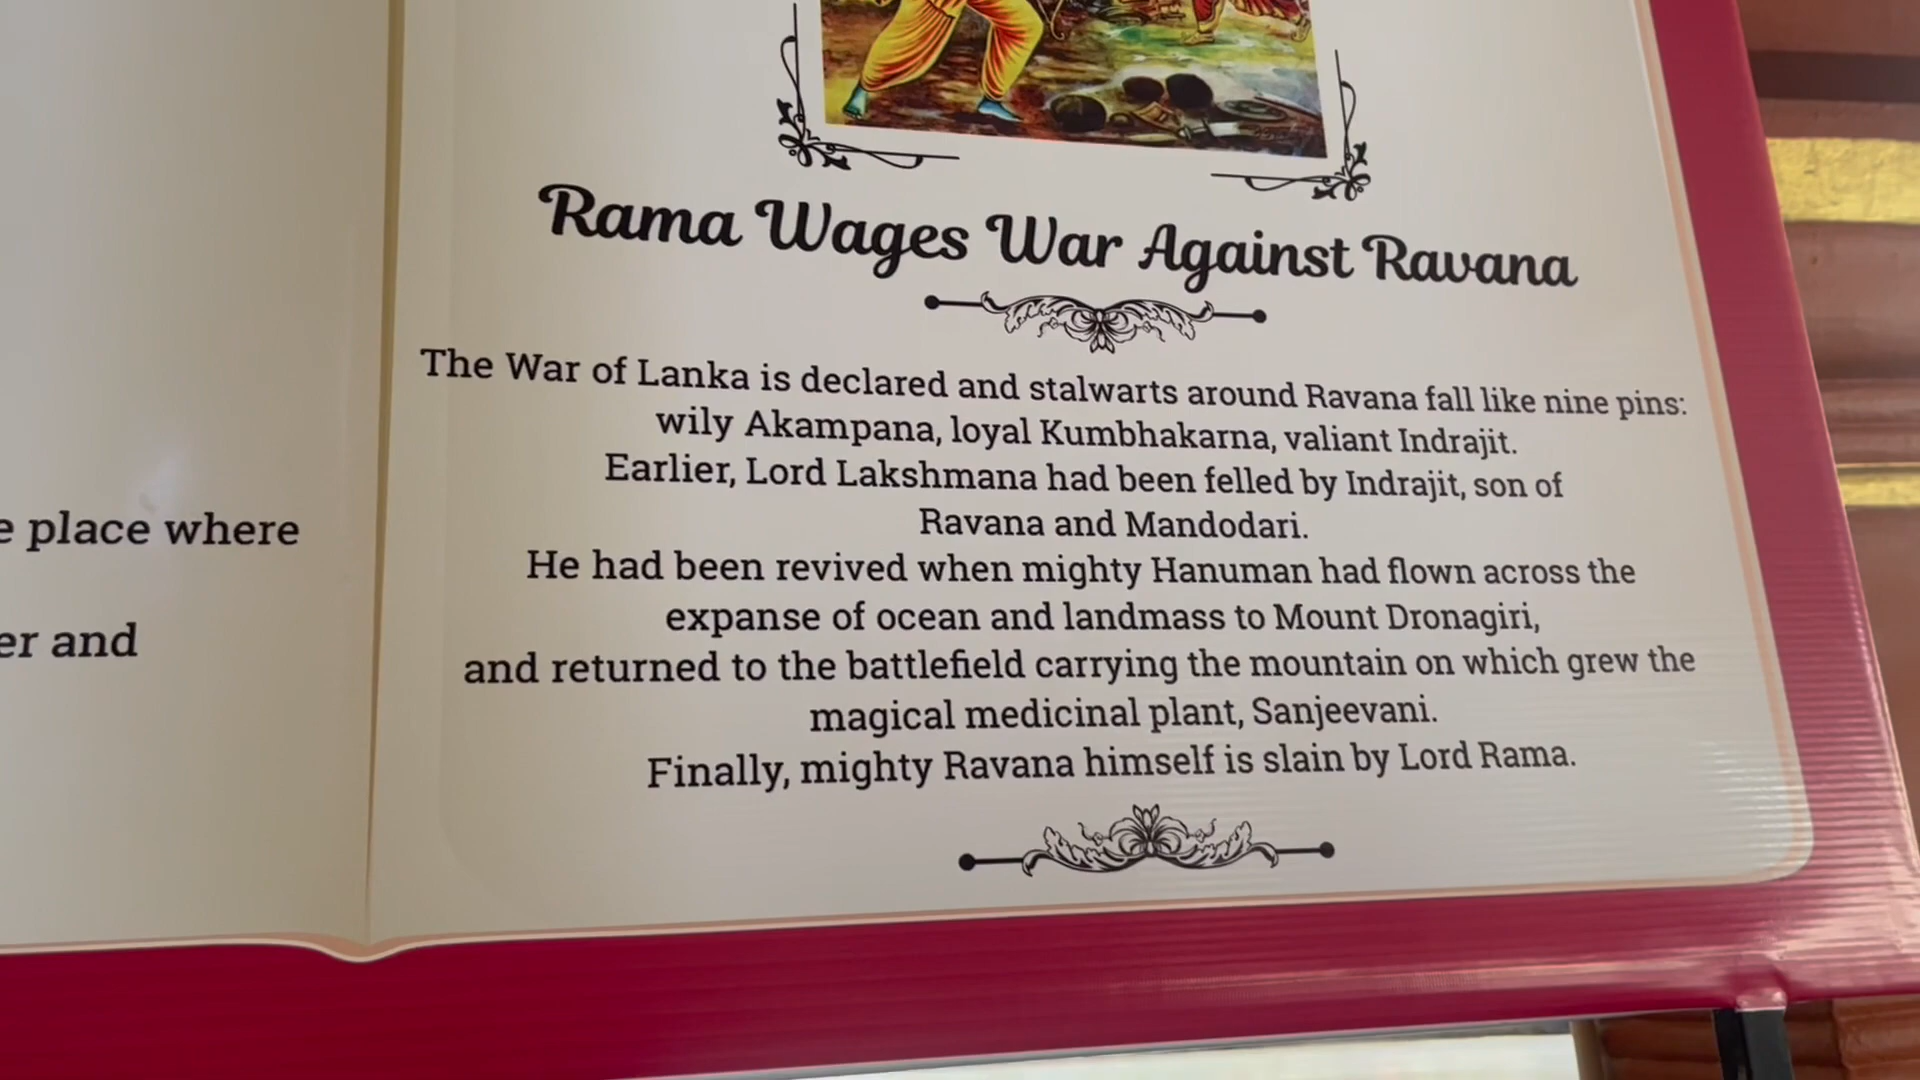 place where
and
Rama Wages War Against Ravana
The War of Lanka is declared and stalwarts around Ravana fall like nine pins:
wily Akampana, loyal Kumbhakarna, valiant Indrajit.
Earlier, Lord Lakshmana had been felled by Indrajit, son of
Ravana and Mandodari.
He had been revived when mighty Hanuman had flown across the
expanse of ocean and landmass to Mount Dronagiri,
and returned to the battlefield carrying the mountain on which grew the
magical medicinal plant, Sanjeevani.
Finally, mighty Ravana himself is slain by Lord Rama.